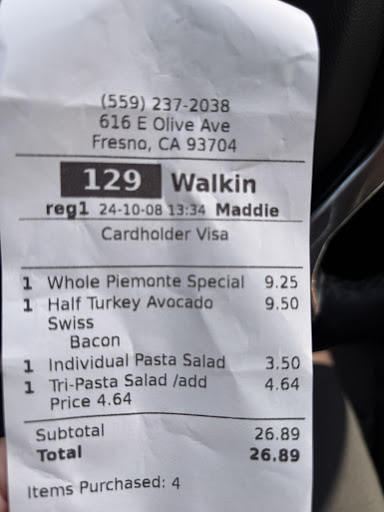 (559) 237-2038
616 E Olive Ave
Fresno, CA 93704
129 Walkin
reg1 24-10-08 13:34 Maddie
Cardholder Visa
1 Whole Piemonte Special 9.25
1 Half Turkey Avocado 9.50
Swiss
Bacon
1 Individual Pasta Salad 3.50
1 Tri-Pasta Salad /add 4.64
Price 4.64
Subtotal 26.89
Total 26.89
Items Purchased: 4